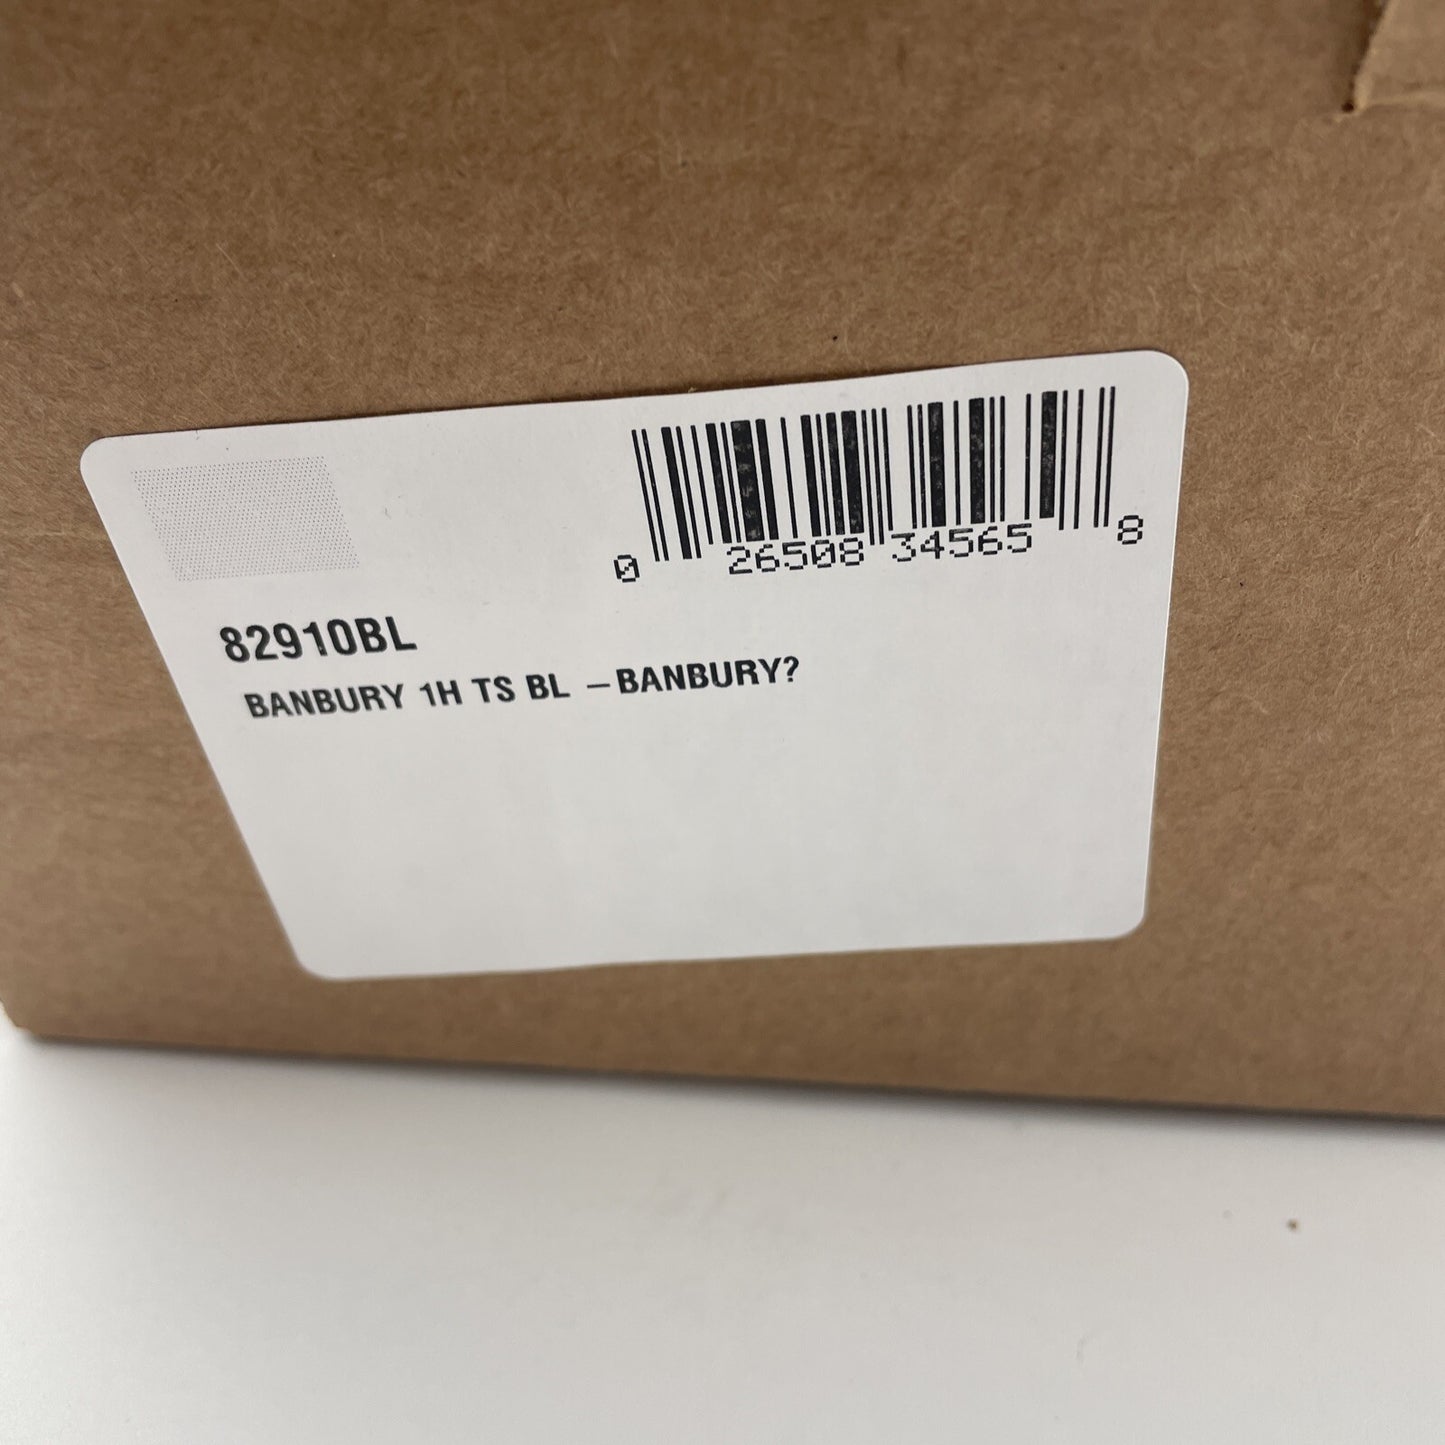 0 26508 34565 8
82910BL
BANBURY 1H TS BL –BANBURY?